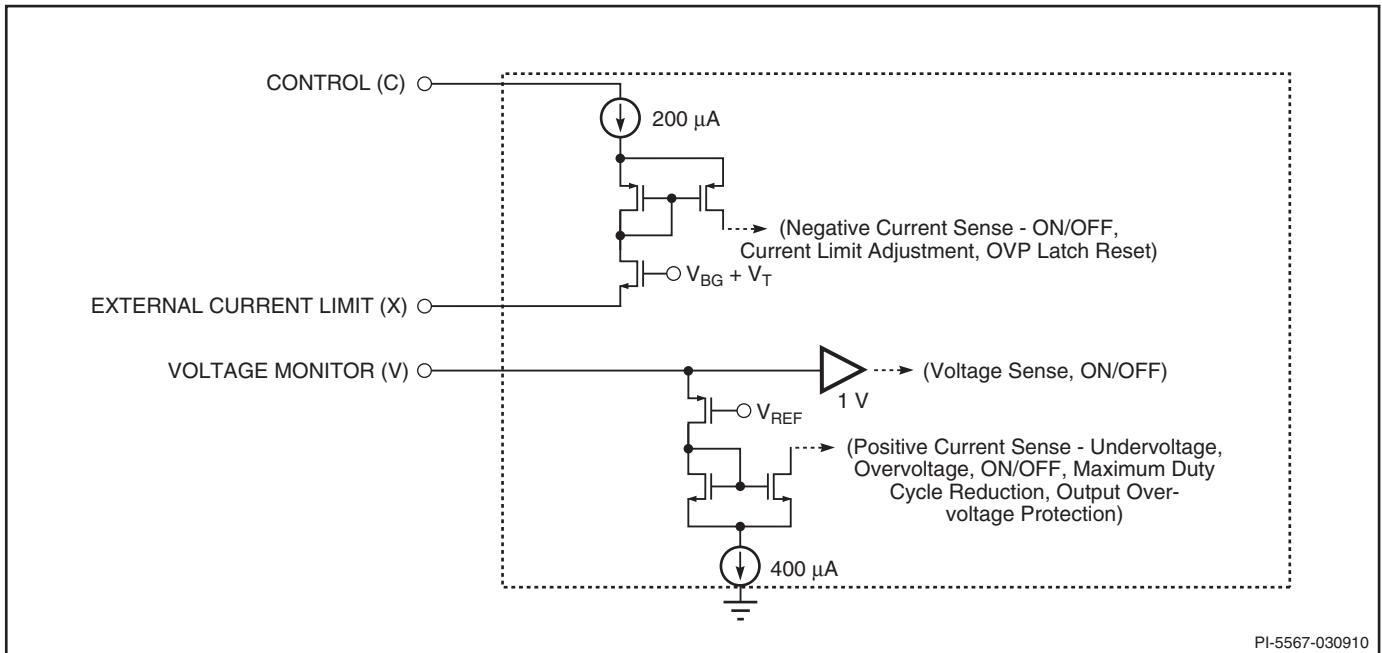 CONTROL (C)
200 μA
(Negative Current Sense - ON/OFF,
Current Limit Adjustment, OVP Latch Reset)
V_BG + V_T
EXTERNAL CURRENT LIMIT (X)
VOLTAGE MONITOR (V)
(Voltage Sense, ON/OFF)
1 V
V_REF
(Positive Current Sense - Undervoltage,
Overvoltage, ON/OFF, Maximum Duty
Cycle Reduction, Output Over-
voltage Protection)
400 μA
PI-5567-030910